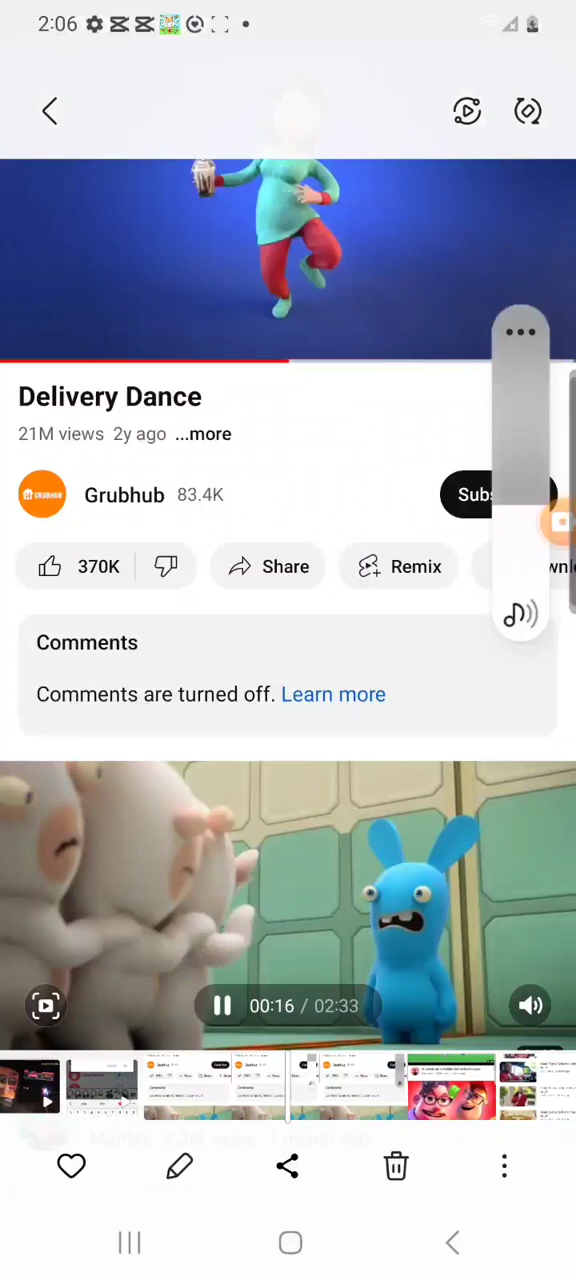 2:06
Delivery Dance
21M views 2y ago ...more
GRUBHUB
Grubhub 83.4K
370K
Share
Remix
Comments
Comments are turned off. Learn more
00:16 / 02:33